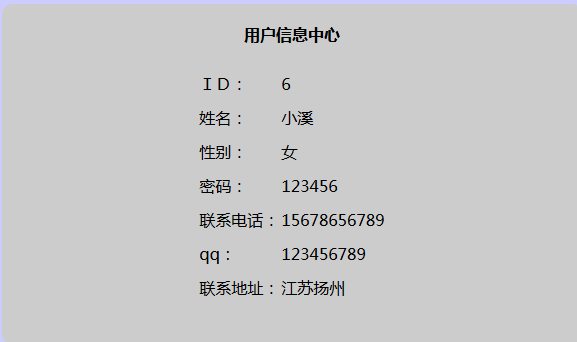 用户信息中心
ＩＤ： 6
姓名： 小溪
性别： 女
密码： 123456
联系电话：15678656789
qq： 123456789
联系地址：江苏扬州